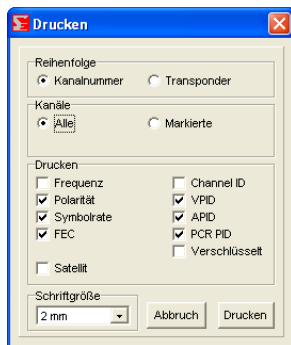 Drucken
Reihenfolge
Kanalnummer Transponder
Kanäle
Alle Markierte
Drucken
Frequenz Channel ID
Polarität VPID
Symbolrate APID
FEC PCR PID
Verschlüsselt
Satellit
Schriftgröße
2 mm Abbruch Drucken